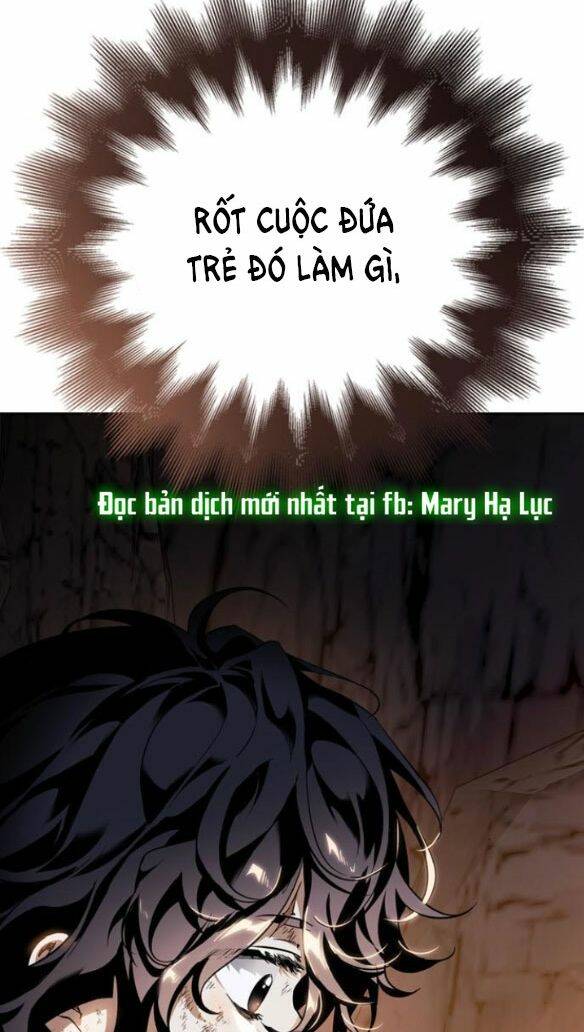 RỐT CUỘC ĐỨA
TRẺ ĐÓ LÀM GÌ,
Đọc bản dịch mới nhất tại fb: Mary Hạ Lục